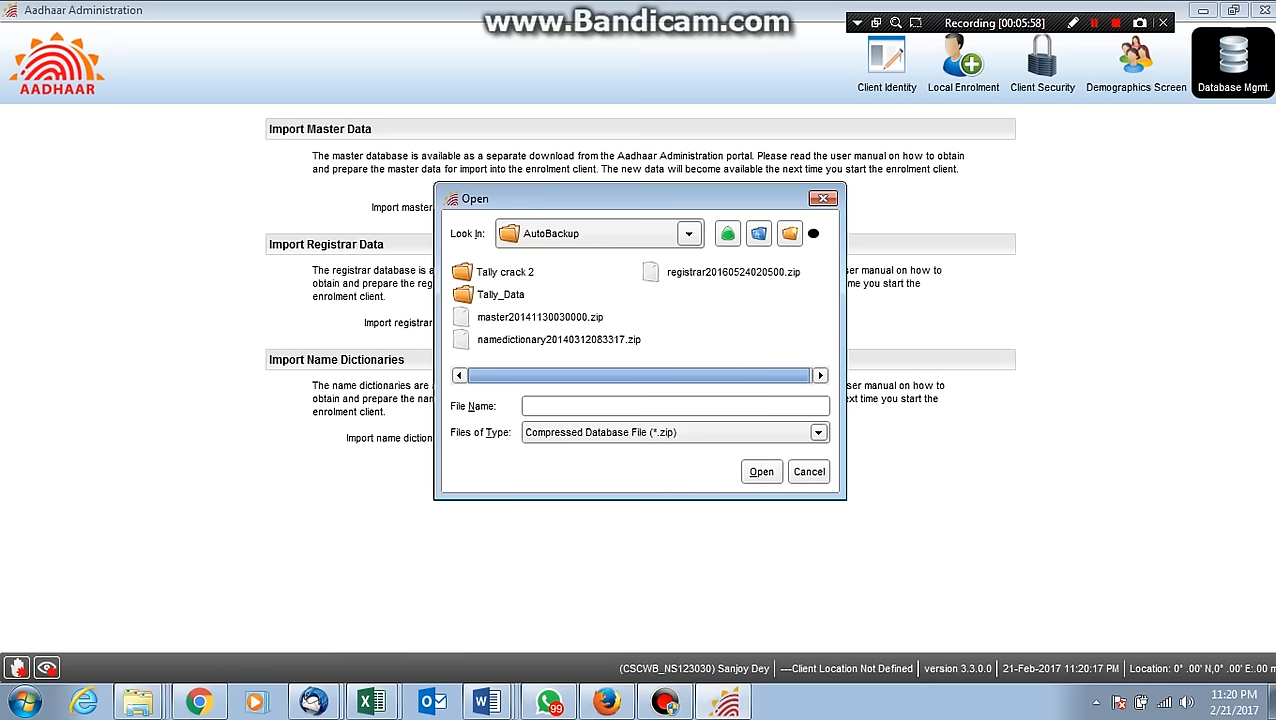 Aadhaar Administration
www.Bandicam.com
Recording [00:05:58]
AADHAAR
Client Identity
Local Enrolment
Client Security
Demographics Screen
Database Mgmt.
Import Master Data
The master database is available as a separate download from the Aadhaar Administration portal. Please read the user manual on how to obtain
and prepare the master data for import into the enrolment client. The new data will become available the next time you start the enrolment client.
Import master
Import Registrar Data
The registrar database is a
obtain and prepare the reg
enrolment client.
ser manual on how to
me you start the
Import registrar
Import Name Dictionaries
The name dictionaries are
obtain and prepare the nar
enrolment client.
ser manual on how to
ext time you start the
Import name diction
Open
Look In:
AutoBackup
Tally crack 2
Tally_Data
master20141130030000.zip
namedictionary20140312083317.zip
registrar20160524020500.zip
File Name:
Files of Type:
Compressed Database File (*.zip)
Open
Cancel
(CSCWB_NS123030) Sanjoy Dey
----Client Location Not Defined
version 3.3.0.0
21-Feb-2017 11:20:17 PM
Location: 0° .00' N,0° .00' E:.00 m
99
11:20 PM
2/21/2017